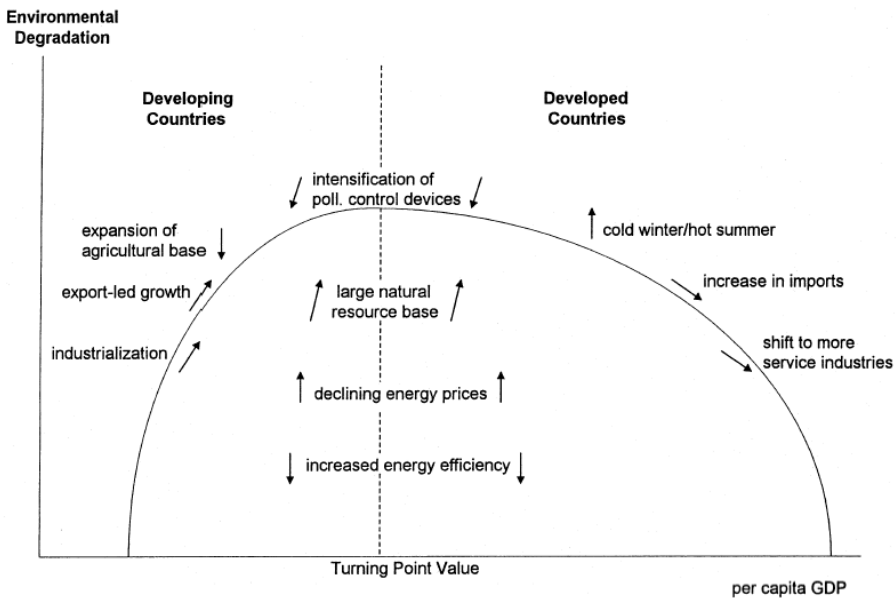 Environmental
Degradation
Developing
Countries
Developed
Countries
intensification of
poll. control devices
expansion of
agricultural base
cold winter/hot summer
export-led growth
large natural
resource base
increase in imports
industrialization
shift to more
service industries
declining energy prices
increased energy efficiency
Turning Point Value
per capita GDP